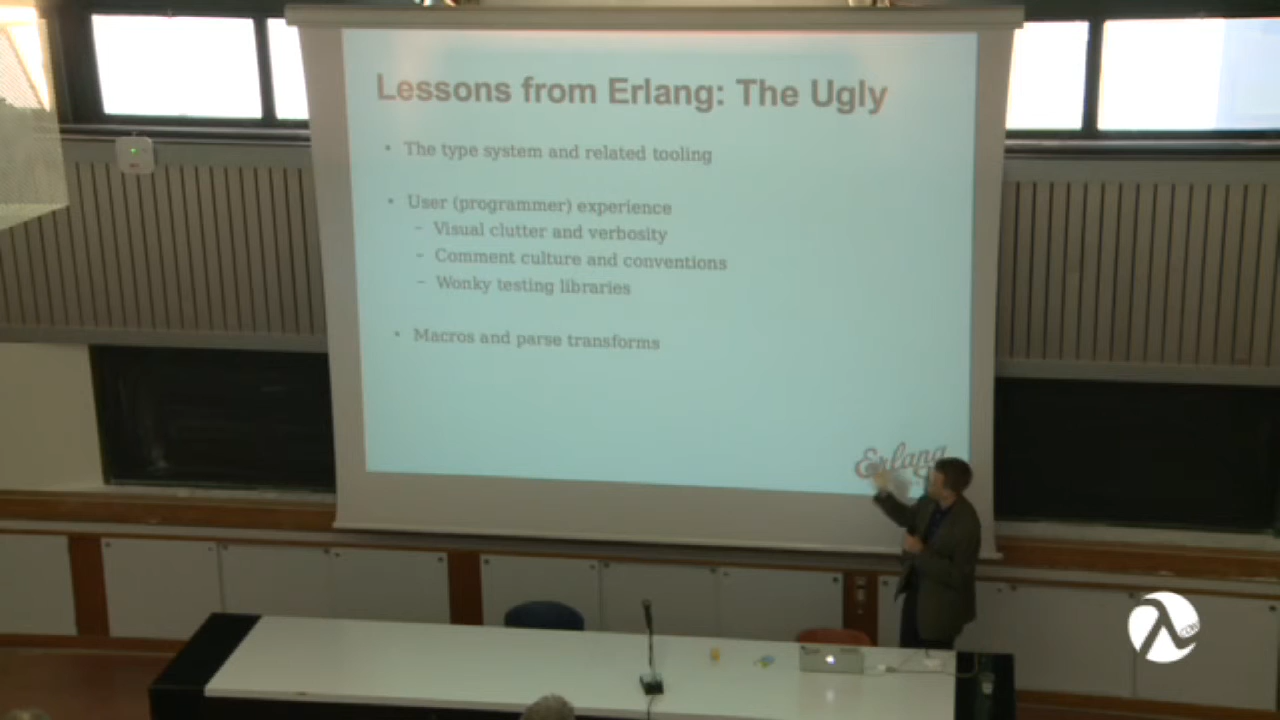 Lessons from Erlang: The Ugly
• The type system and related tooling
• User (programmer) experience
– Visual clutter and verbosity
– Comment culture and conventions
– Wonky testing libraries
• Macros and parse transforms
Erlang
λ
CON